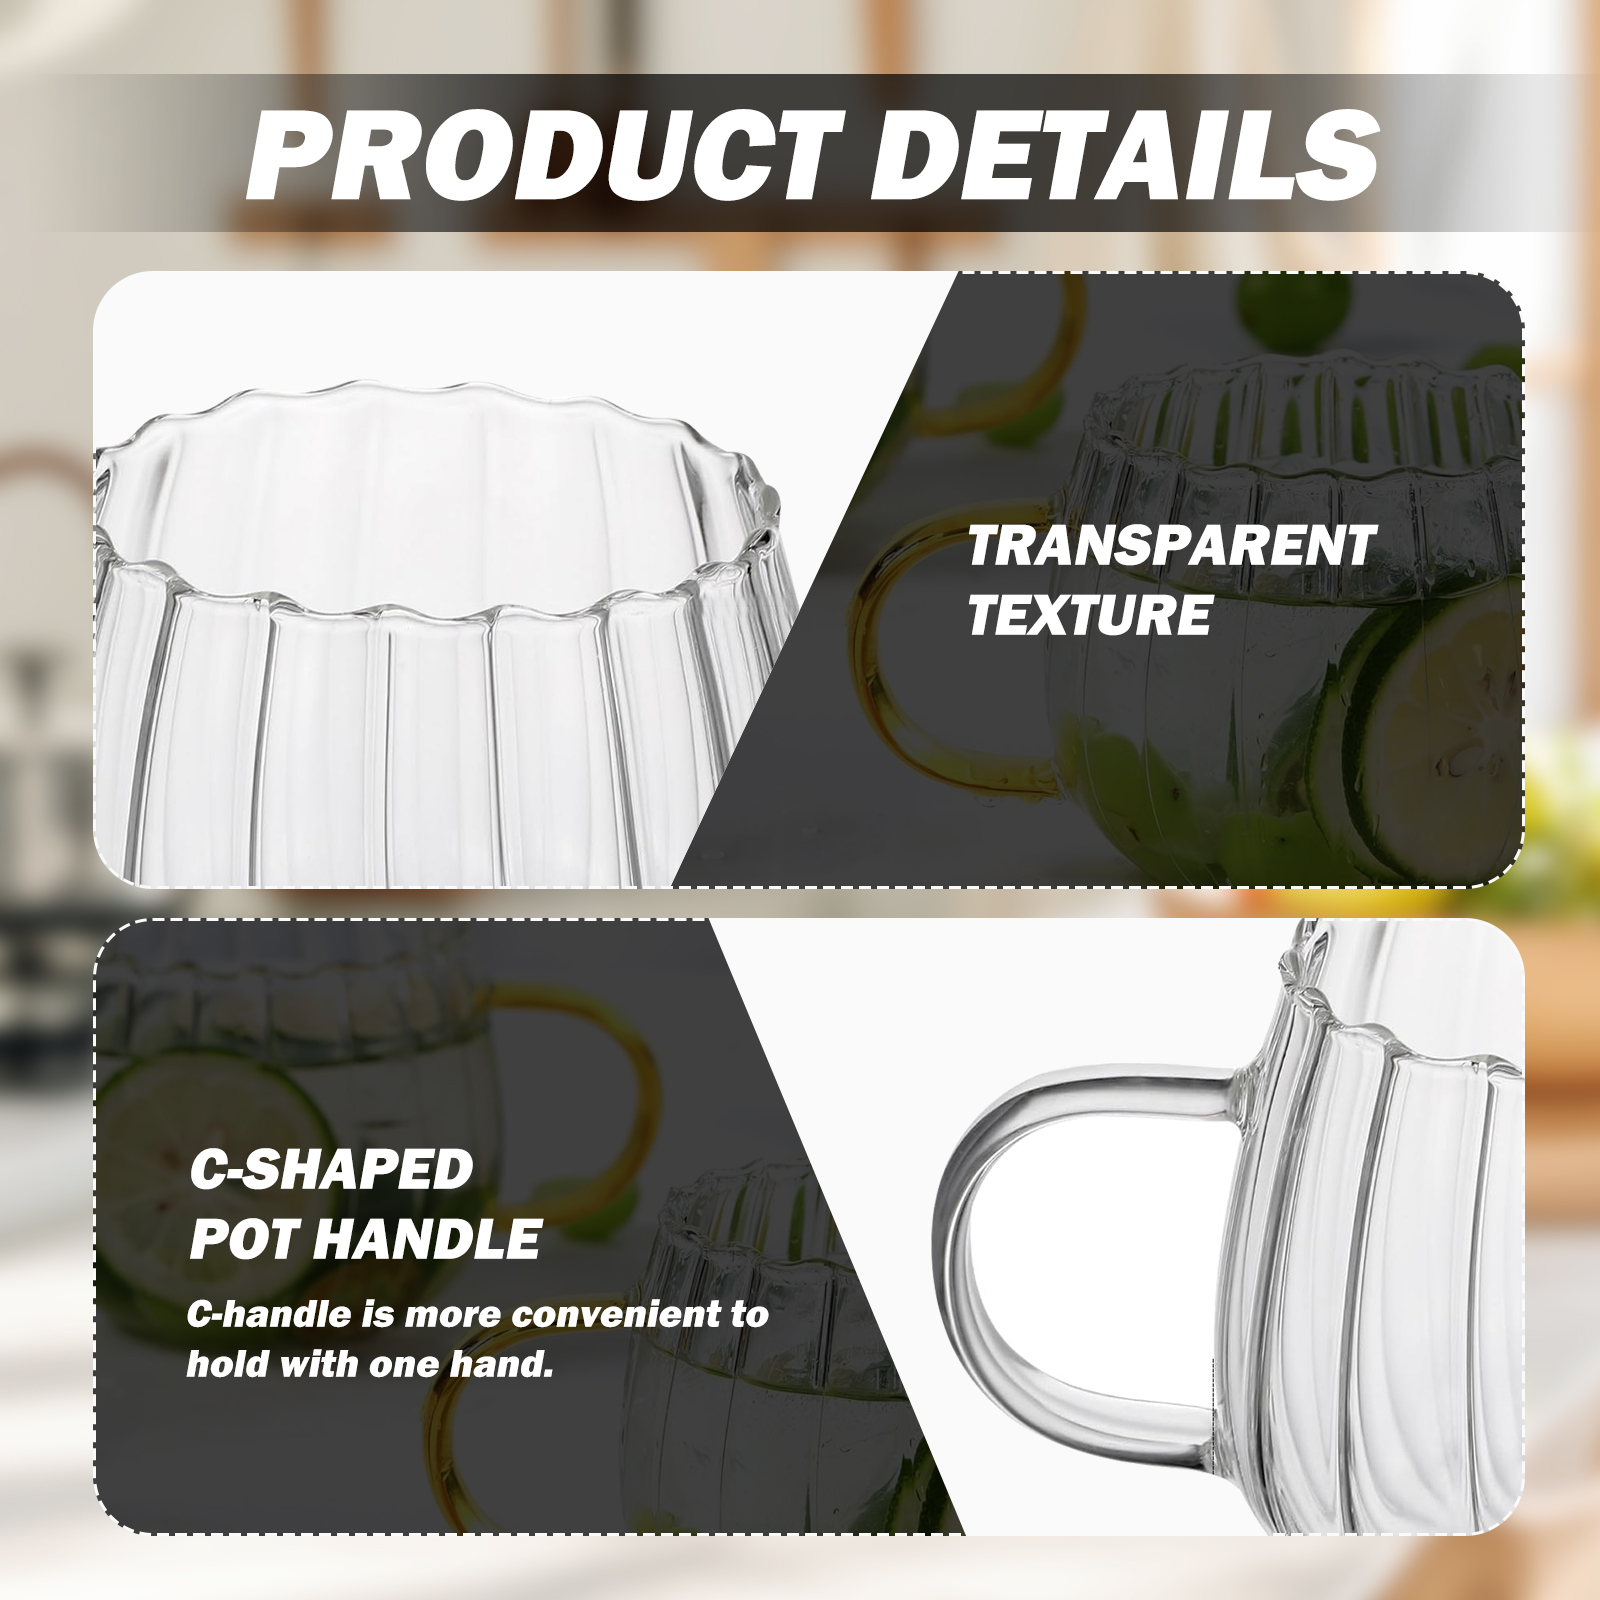 PRODUCT DETAILS
TRANSPARENT
TEXTURE
C-SHAPED
POT HANDLE
C-handle is more convenient to
hold with one hand.